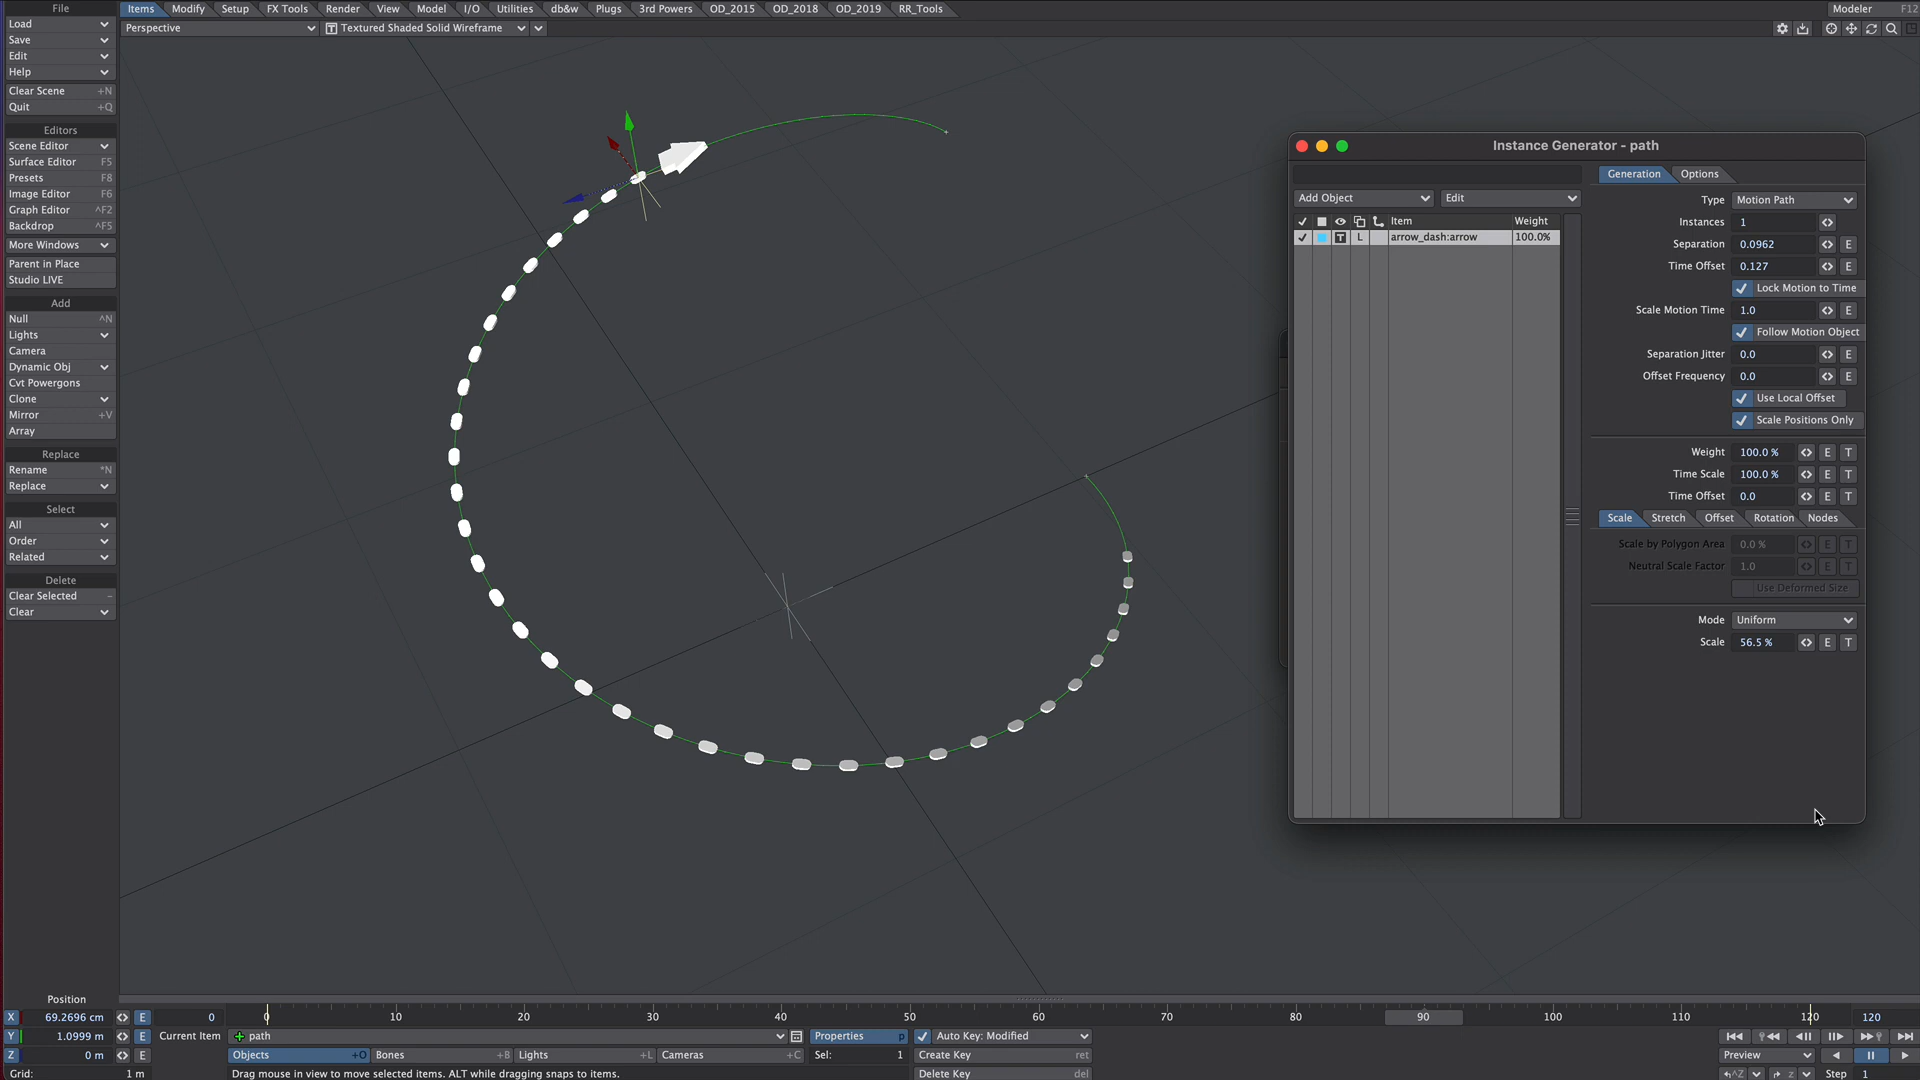 File Items Modify Setup FX Tools Render View Model I/O Utilities db&w Plugs 3rd Powers OD_2015 OD_2018 OD_2019 RR_Tools Modeler F12
Load Perspective Textured Shaded Solid Wireframe
Save
Edit
Help
Clear Scene +N
Quit +Q
Editors
Scene Editor
Surface Editor F5
Presets F8
Image Editor F6
Graph Editor ^F2
Backdrop ^F5
More Windows
Parent in Place
Studio LIVE
Add
Null ^N
Lights
Camera
Dynamic Obj
Cvt Powergons
Clone
Mirror +V
Array
Replace
Rename *N
Replace
Select
All
Order
Related
Delete
Clear Selected –
Clear
Instance Generator - path
Generation Options
Add Object Edit
Type Motion Path
Item Weight
Instances 1
T L arrow_dash:arrow 100.0%
Separation 0.0962 E
Time Offset 0.127 E
Lock Motion to Time
Scale Motion Time 1.0 E
Follow Motion Object
Separation Jitter 0.0 E
Offset Frequency 0.0 E
Use Local Offset
Scale Positions Only
Weight 100.0 % E T
Time Scale 100.0 % E T
Time Offset 0.0 E T
Scale Stretch Offset Rotation Nodes
Scale by Polygon Area 0.0 % E T
Neutral Scale Factor 1.0 E T
Use Deformed Size
Mode Uniform
Scale 56.5 % E T
Position
X 69.2696 cm E 0 0 10 20 30 40 50 60 70 80 90 100 110 120 120
Y 1.0999 m E Current Item path Properties p Auto Key: Modified
Z 0 m E Objects +O Bones +B Lights +L Cameras +C Sel: 1 Create Key ret Preview
Grid: 1 m Drag mouse in view to move selected items. ALT while dragging snaps to items. Delete Key del ^Z z Step 1